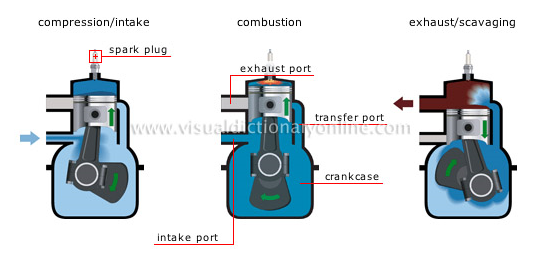 compression/intake
combustion
exhaust/scavaging
spark plug
exhaust port
transfer port
www.visualdictionaryonline.com
crankcase
intake port